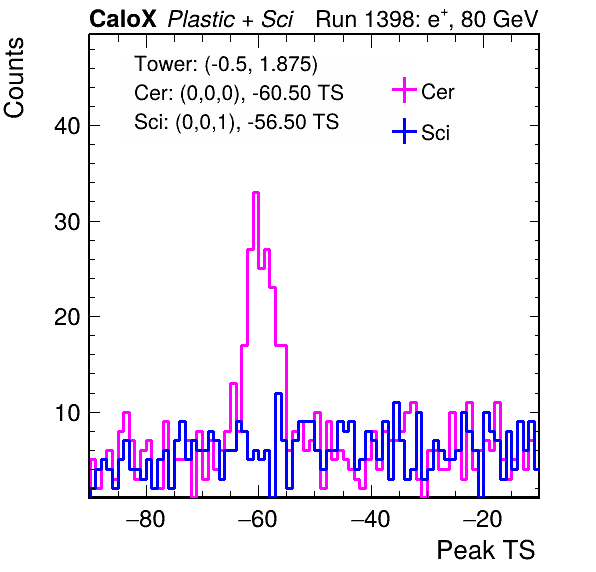 CaloX Plastic + Sci Run 1398: e⁺, 80 GeV
Counts
Tower: (-0.5, 1.875)
Cer: (0,0,0), -60.50 TS
Sci: (0,0,1), -56.50 TS
Cer
Sci
40
30
20
10
−80 −60 −40 −20
Peak TS